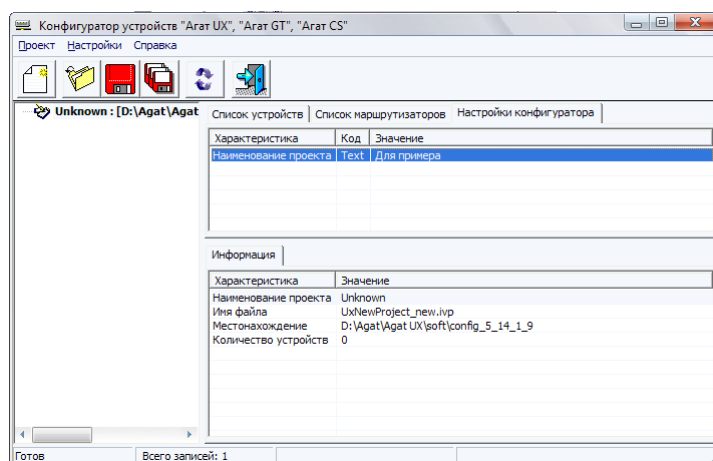 Конфигуратор устройств "Агат UX", "Агат GT", "Агат CS"
Проект Настройки Справка
Unknown : [D:\Agat\Agat
Список устройств Список маршрутизаторов Настройки конфигуратора
Характеристика Код Значение
Наименование проекта Text Для примера
Информация
Характеристика Значение
Наименование проекта Unknown
Имя файла UxNewProject_new.ivp
Местонахождение D:\Agat\Agat UX\soft\config_5_14_1_9
Количество устройств 0
Готов Всего записей: 1